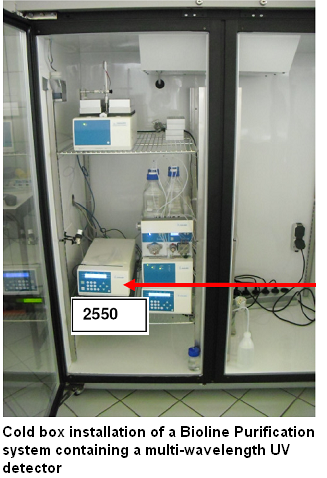 2550
Cold box installation of a Bioline Purification
system containing a multi-wavelength UV
detector